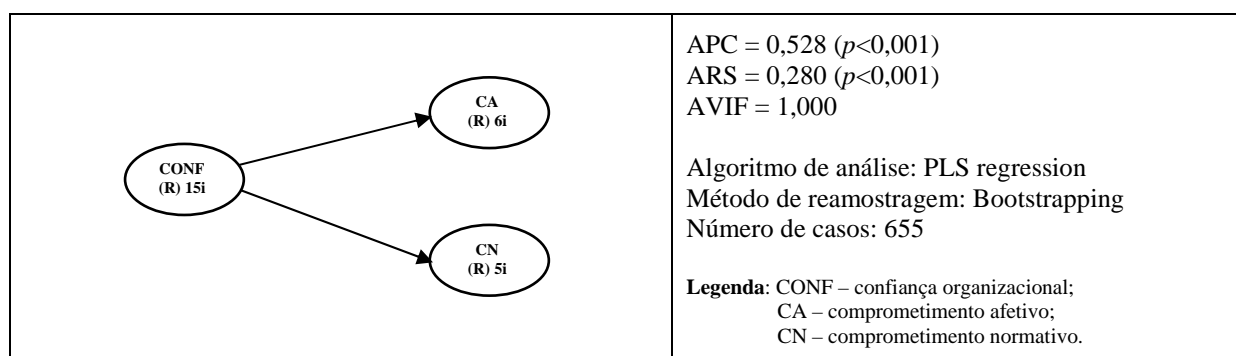 CA
(R) 6i
CONF
(R) 15i
CN
(R) 5i
APC = 0,528 (p<0,001)
ARS = 0,280 (p<0,001)
AVIF = 1,000
Algoritmo de análise: PLS regression
Método de reamostragem: Bootstrapping
Número de casos: 655
Legenda: CONF – confiança organizacional;
CA – comprometimento afetivo;
CN – comprometimento normativo.